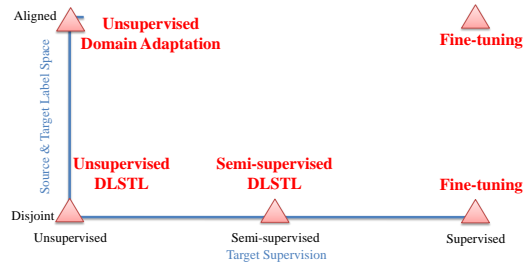 Aligned
Unsupervised
Domain Adaptation
Fine-tuning
Source & Target Label Space
Unsupervised
DLSTL
Semi-supervised
DLSTL
Fine-tuning
Disjoint
Unsupervised
Semi-supervised
Supervised
Target Supervision